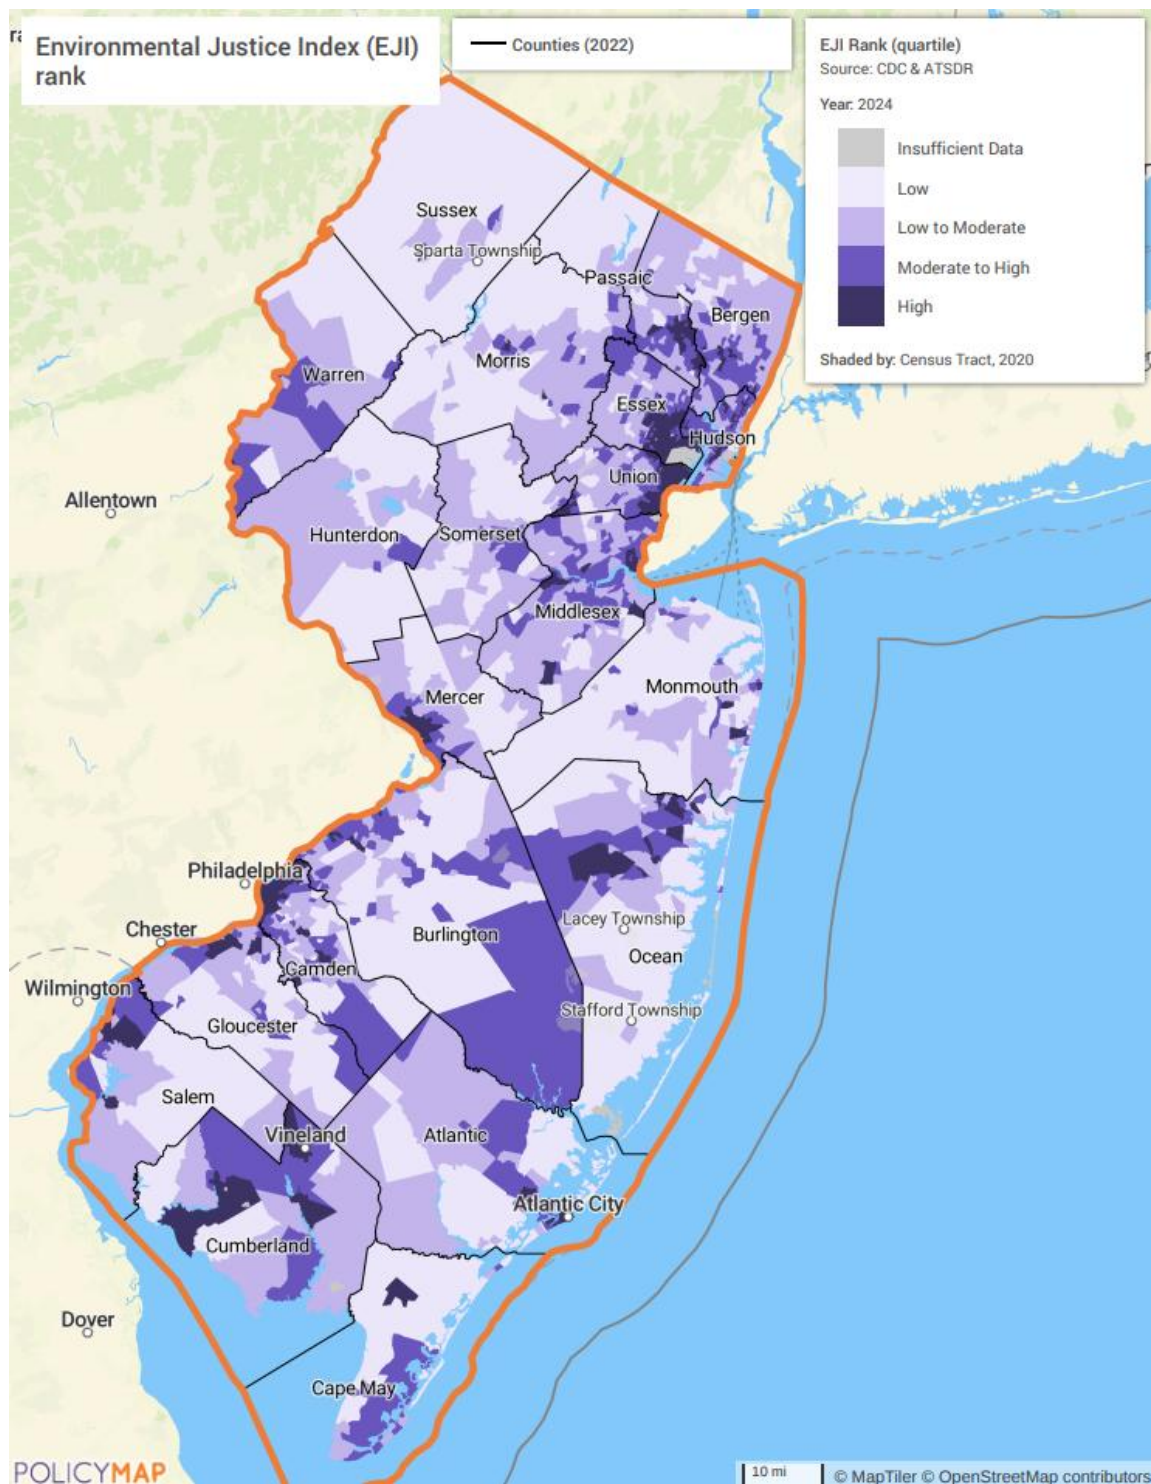 Environmental Justice Index (EJI)
rank
Counties (2022)
EJI Rank (quartile)
Source: CDC & ATSDR
Year: 2024
Insufficient Data
Low
Low to Moderate
Moderate to High
High
Shaded by: Census Tract, 2020
Sussex
Sparta Township
Passaic
Bergen
Morris
Warren
Essex
Hudson
Union
Allentown
Hunterdon
Somerset
Middlesex
Monmouth
Mercer
Philadelphia
Lacey Township
Chester
Burlington
Ocean
Camden
Wilmington
Stafford Township
Gloucester
Salem
Vineland
Atlantic
Atlantic City
Cumberland
Dover
Cape May
POLICYMAP
10 mi
© MapTiler © OpenStreetMap contributors